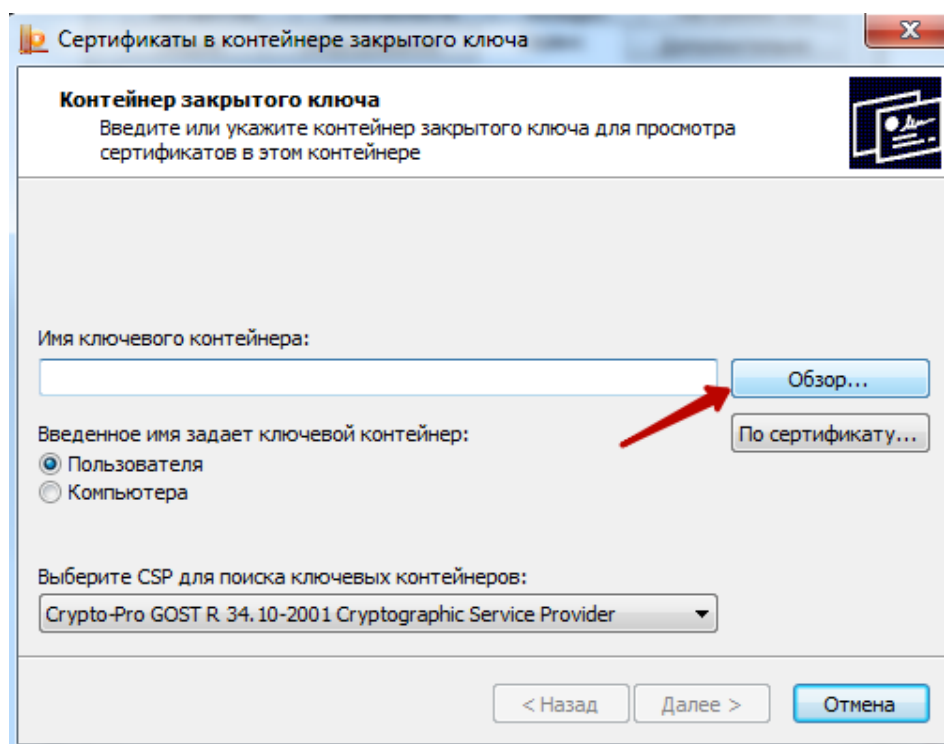 Сертификаты в контейнере закрытого ключа
Контейнер закрытого ключа
Введите или укажите контейнер закрытого ключа для просмотра
сертификатов в этом контейнере
Имя ключевого контейнера:
Обзор...
Введенное имя задает ключевой контейнер:
По сертификату...
Пользователя
Компьютера
Выберите CSP для поиска ключевых контейнеров:
Crypto-Pro GOST R 34.10-2001 Cryptographic Service Provider
< Назад
Далее >
Отмена